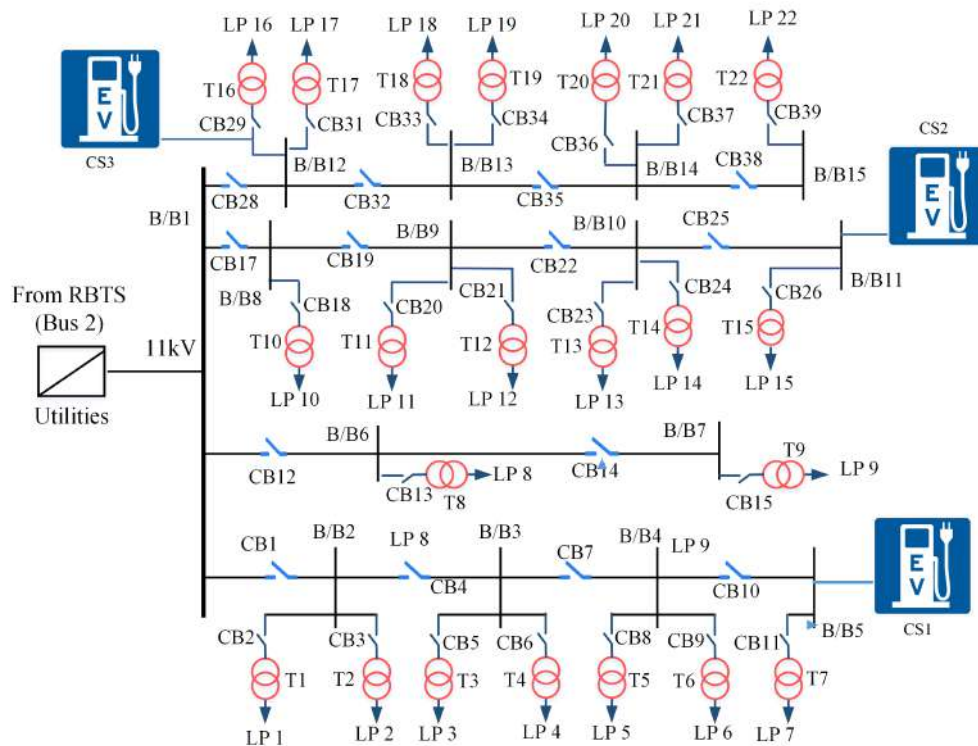 LP 16 LP 17 LP 18 LP 19 LP 20 LP 21 LP 22
E V
T16 T17 T18 T19 T20 T21 T22
CB29 CB31 CB33 CB34 CB36 CB37 CB39
CS3
CS2
B/B12 B/B13 B/B14 CB38 B/B15
E V
CB28 CB32 CB35
B/B1
B/B9 B/B10 CB25
CB17 CB19 CB22
B/B8 CB18 CB20 CB21 CB23 CB24 CB26 B/B11
From RBTS
(Bus 2)
T10 T11 T12 T13 T14 T15
11kV
LP 10 LP 11 LP 12 LP 13 LP 14 LP 15
Utilities
B/B6 B/B7
CB12 CB14 T9
CB13 LP 8 LP 9
T8 CB15
CB1 B/B2 LP 8 B/B3 CB7 B/B4 LP 9
E V
CB4 CB10
CS1
B/B5
CB2 CB3 CB5 CB6 CB8 CB9 CB11
T1 T2 T3 T4 T5 T6 T7
LP 1 LP 2 LP 3 LP 4 LP 5 LP 6 LP 7